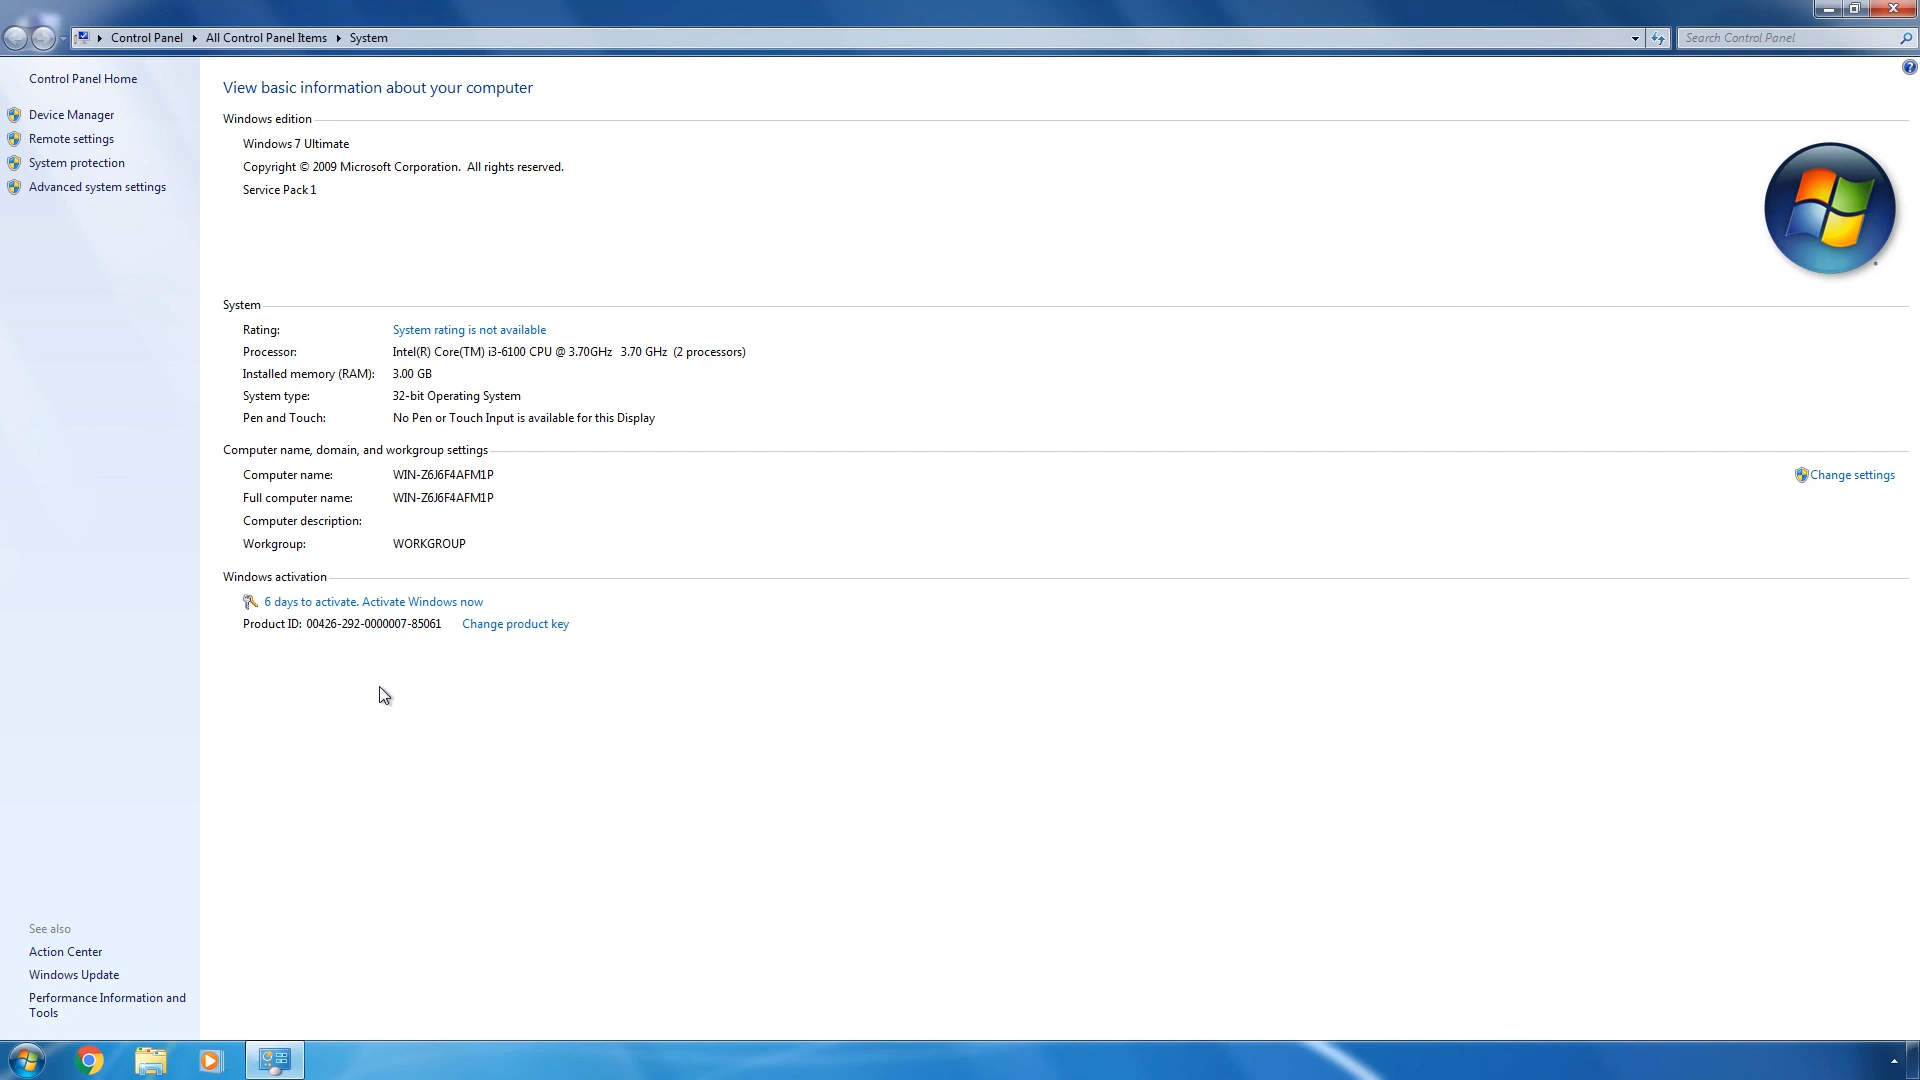 Control Panel
All Control Panel Items
System
Search Control Panel
Control Panel Home
Device Manager
Remote settings
System protection
Advanced system settings
View basic information about your computer
Windows edition
Windows 7 Ultimate
Copyright © 2009 Microsoft Corporation.  All rights reserved.
Service Pack 1
System
Rating: System rating is not available
Processor: Intel(R) Core(TM) i3-6100 CPU @ 3.70GHz   3.70 GHz  (2 processors)
Installed memory (RAM): 3.00 GB
System type: 32-bit Operating System
Pen and Touch: No Pen or Touch Input is available for this Display
Computer name, domain, and workgroup settings
Computer name: WIN-Z6J6F4AFM1P
Change settings
Full computer name: WIN-Z6J6F4AFM1P
Computer description:
Workgroup: WORKGROUP
Windows activation
6 days to activate. Activate Windows now
Product ID: 00426-292-0000007-85061 Change product key
See also
Action Center
Windows Update
Performance Information and
Tools